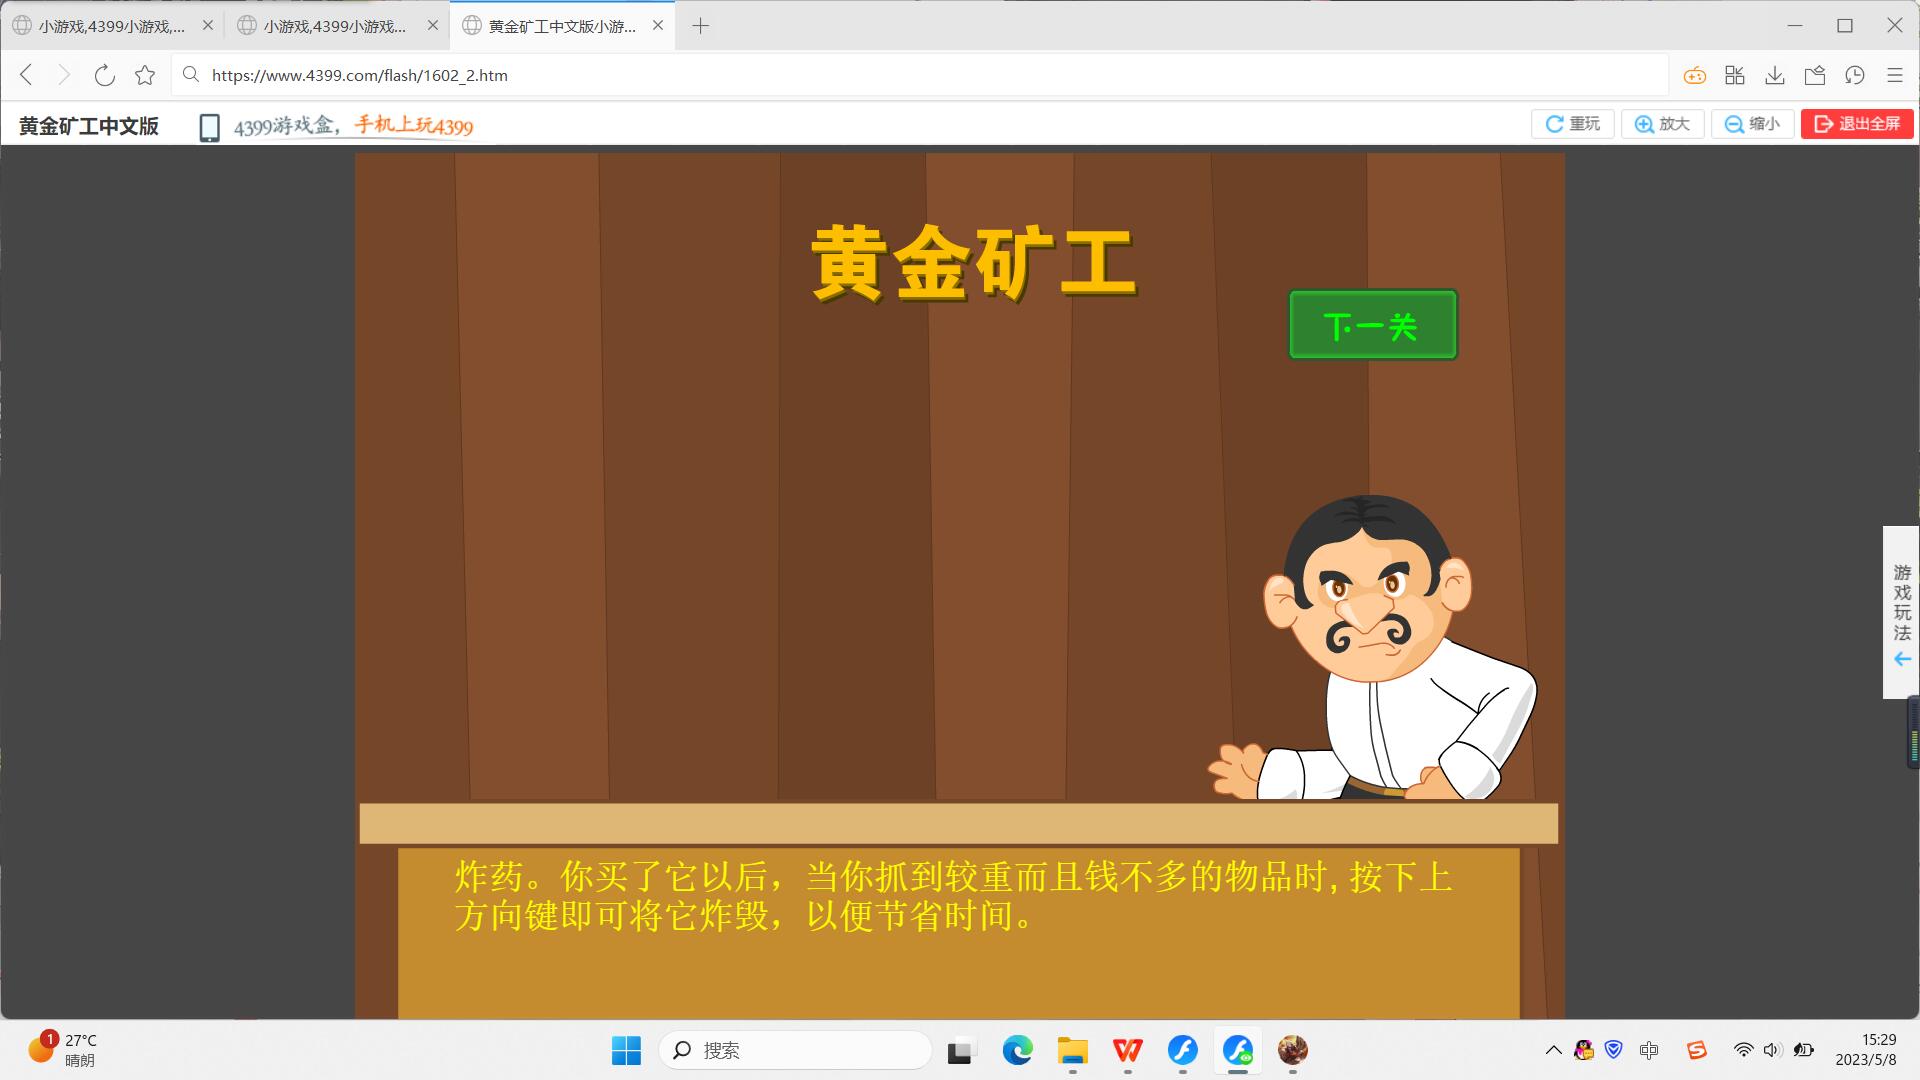 小游戏,4399小游戏,...
小游戏,4399小游戏...
黄金矿工中文版小游...
https://www.4399.com/flash/1602_2.htm
黄金矿工中文版
4399游戏盒，手机上玩4399
重玩
放大
缩小
退出全屏
黄金矿工
下一关
游戏玩法
炸药。你买了它以后，当你抓到较重而且钱不多的物品时,按下上
方向键即可将它炸毁，以便节省时间。
1
27°C
晴朗
搜索
中
15:29
2023/5/8